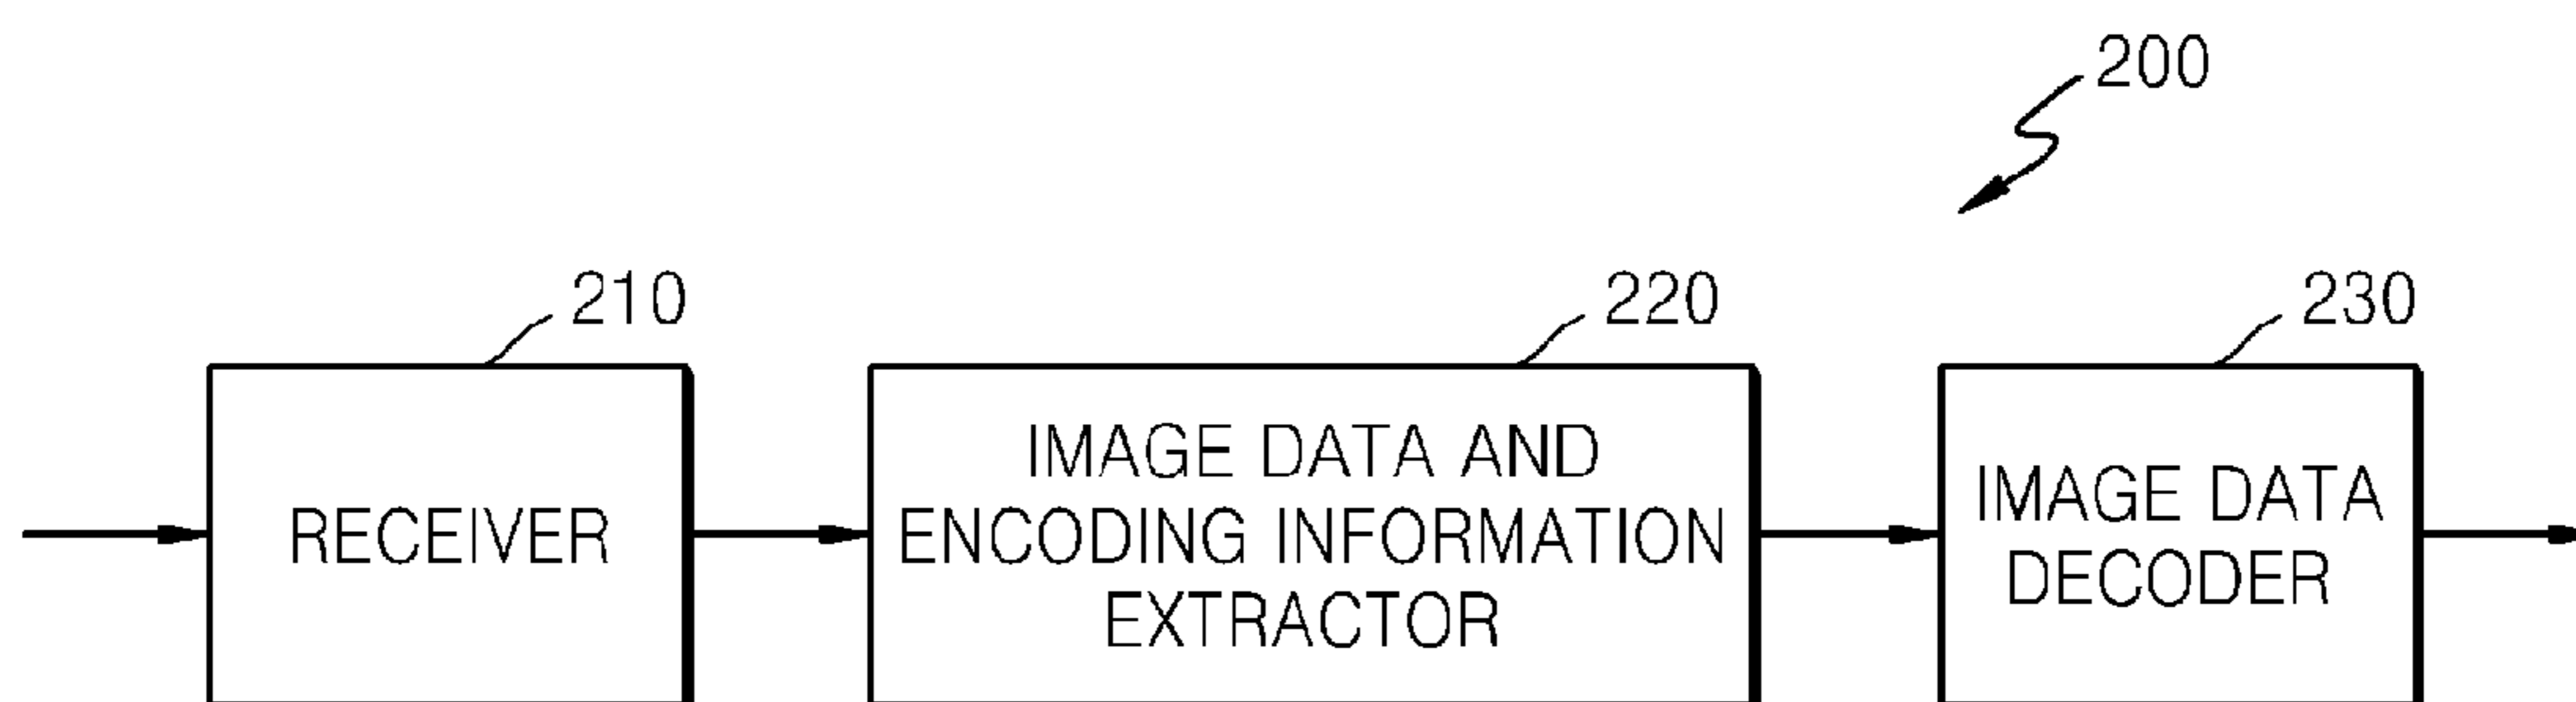 200
210
220
230
RECEIVER
IMAGE DATA AND
ENCODING INFORMATION
EXTRACTOR
IMAGE DATA
DECODER